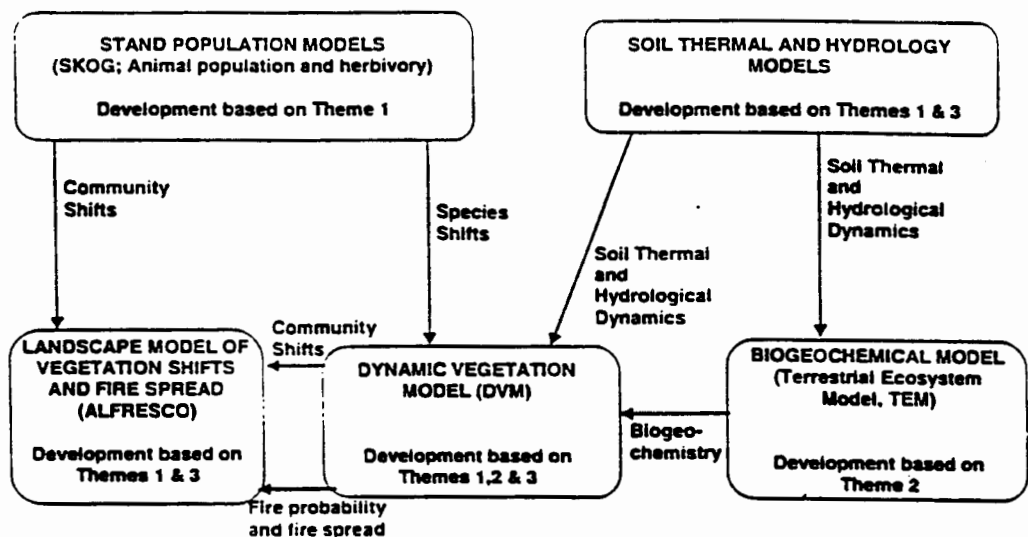 STAND POPULATION MODELS
(SKOG; Animal population and herbivory)
Development based on Theme 1
SOIL THERMAL AND HYDROLOGY
MODELS
Development based on Themes 1 & 3
Community
Shifts
Species
Shifts
Soil Thermal
and
Hydrological
Dynamics
Soil Thermal
and
Hydrological
Dynamics
LANDSCAPE MODEL OF
VEGETATION SHIFTS
AND FIRE SPREAD
(ALFRESCO)
Development based on
Themes 1 & 3
Community
Shifts
DYNAMIC VEGETATION
MODEL (DVM)
Development based on
Themes 1,2 & 3
Fire probability
and fire spread
Biogeo-
chemistry
BIOGEOCHEMICAL MODEL
(Terrestrial Ecosystem
Model, TEM)
Development based on
Theme 2